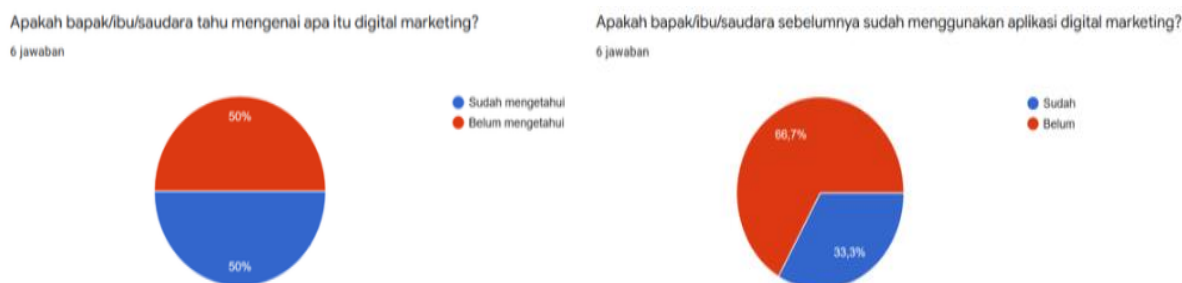 Apakah bapak/ibu/saudara tahu mengenai apa itu digital marketing?
6 jawaban
Sudah mengetahui
Belum mengetahui
50%
50%
Apakah bapak/ibu/saudara sebelumnya sudah menggunakan aplikasi digital marketing?
6 jawaban
Sudah
Belum
66,7%
33,3%